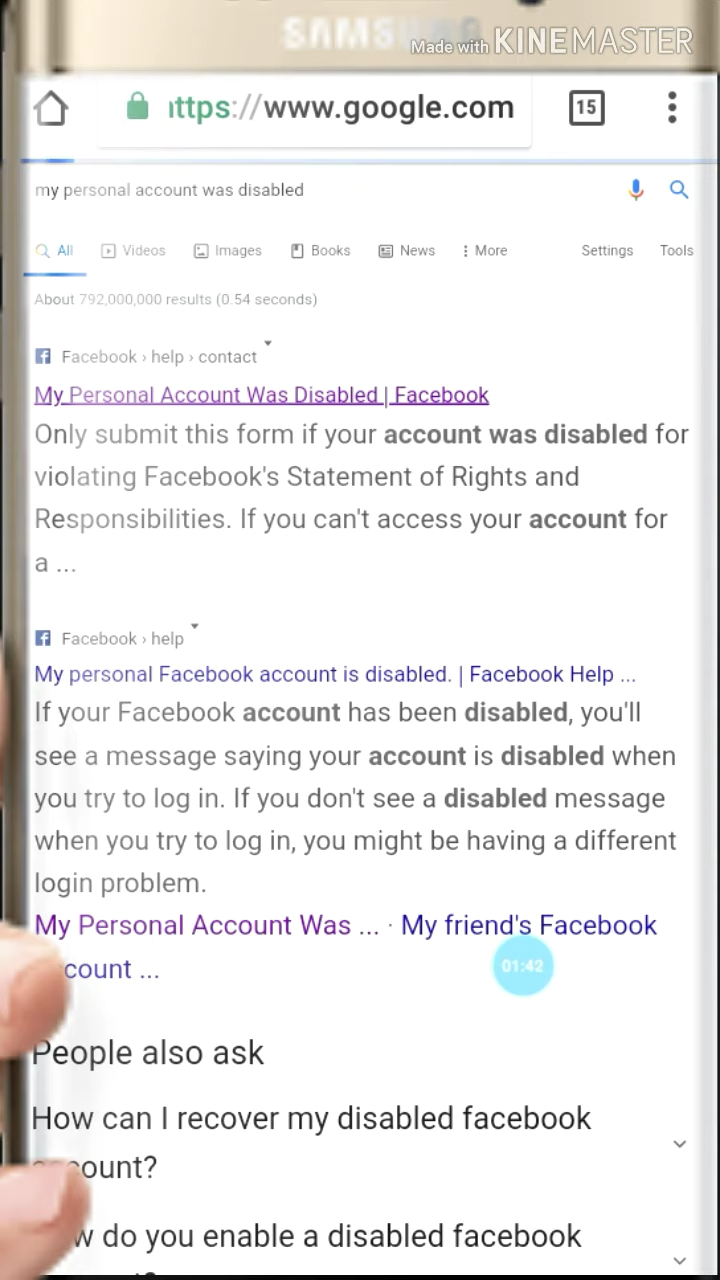 SAMSUNG
Made with KINEMASTER
ttps://www.google.com
15
my personal account was disabled
All Videos Images Books News More Settings Tools
About 792,000,000 results (0.54 seconds)
Facebook › help › contact
My Personal Account Was Disabled | Facebook
Only submit this form if your account was disabled for
violating Facebook's Statement of Rights and
Responsibilities. If you can't access your account for
a ...
Facebook › help
My personal Facebook account is disabled. | Facebook Help ...
If your Facebook account has been disabled, you'll
see a message saying your account is disabled when
you try to log in. If you don't see a disabled message
when you try to log in, you might be having a different
login problem.
My Personal Account Was ... · My friend's Facebook
count ...
01:42
People also ask
How can I recover my disabled facebook
count?
w do you enable a disabled facebook